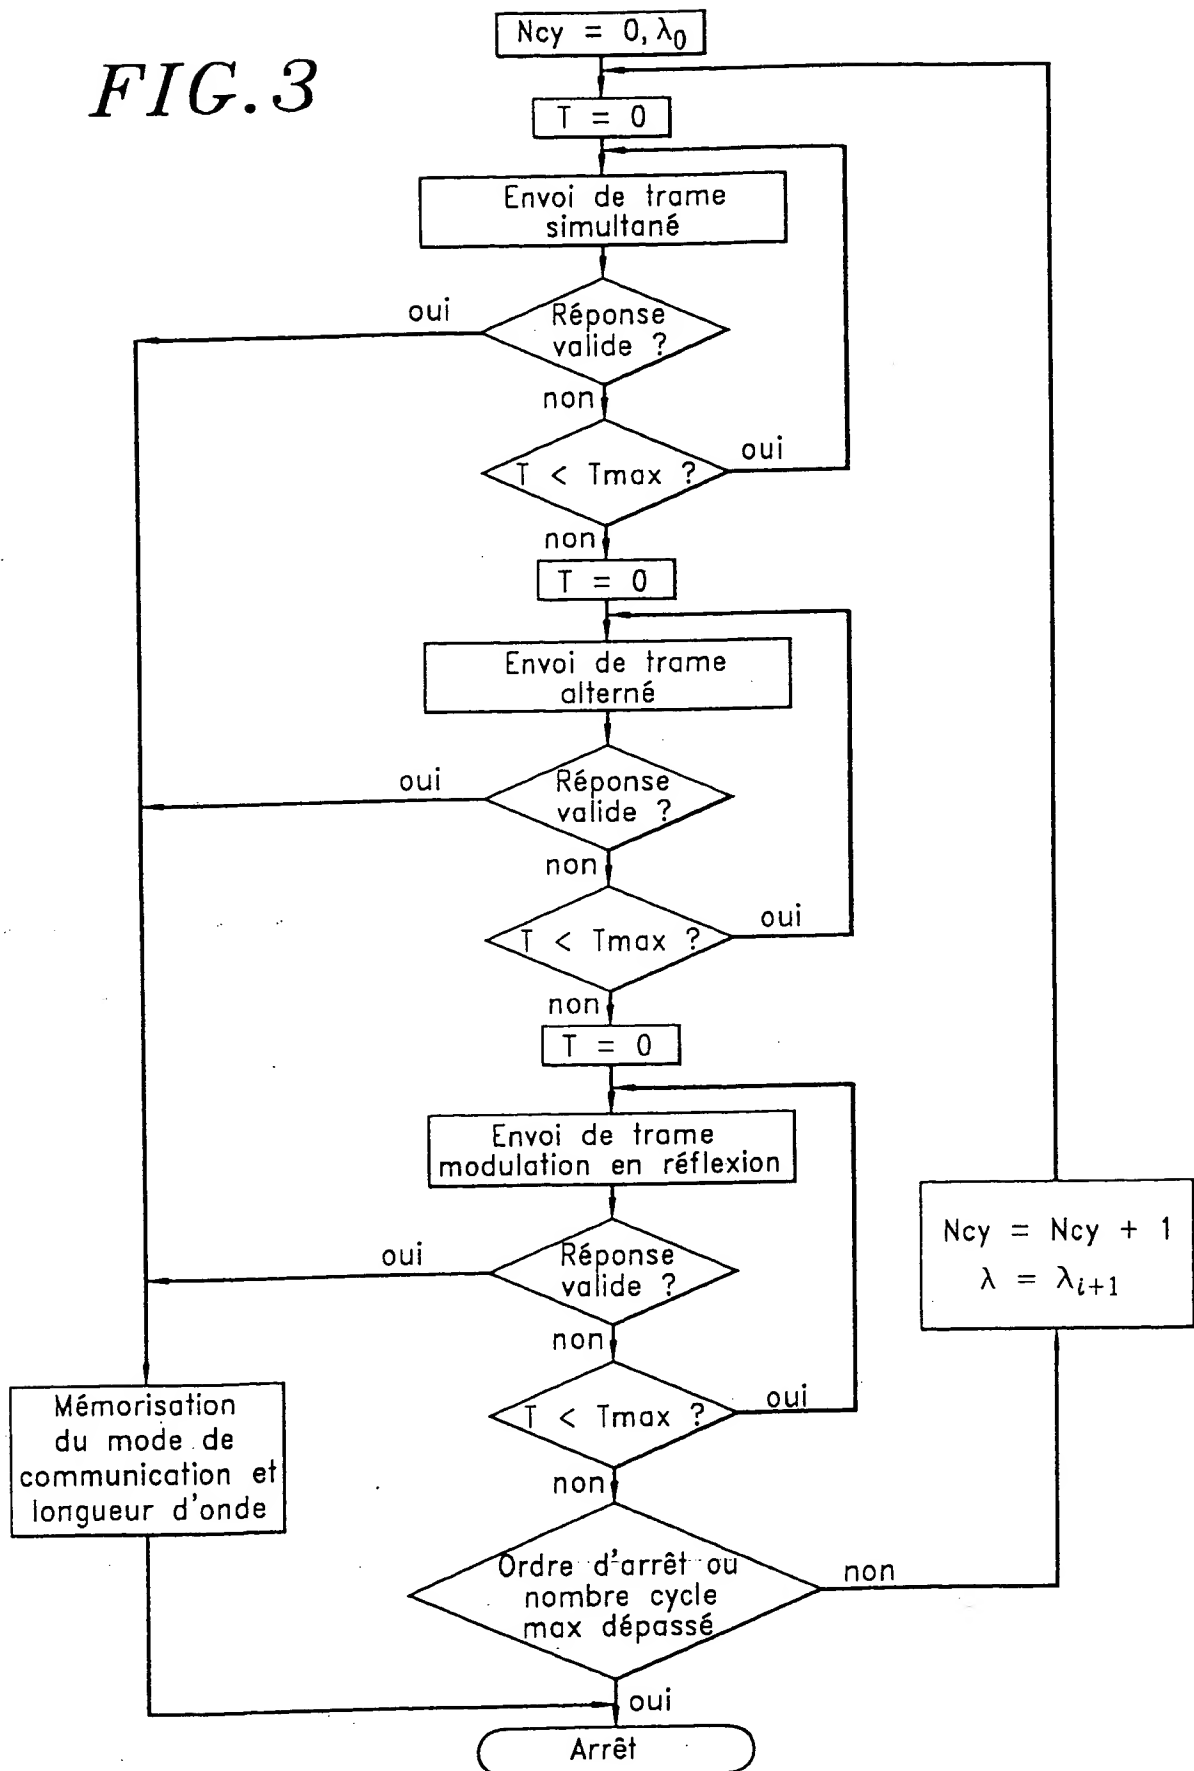 FIG.3
Ncy = 0, λ0
T = 0
Envoi de trame
simultané
oui
Réponse
valide ?
non
T < Tmax ?
oui
non
T = 0
Envoi de trame
alterné
oui
Réponse
valide ?
non
T < Tmax ?
oui
non
T = 0
Envoi de trame
modulation en réflexion
oui
Réponse
valide ?
non
T < Tmax ?
oui
non
Ncy = Ncy + 1
λ = λi+1
Mémorisation
du mode de
communication et
longueur d'onde
Ordre d'arrêt ou
nombre cycle
max dépassé
non
oui
Arrêt